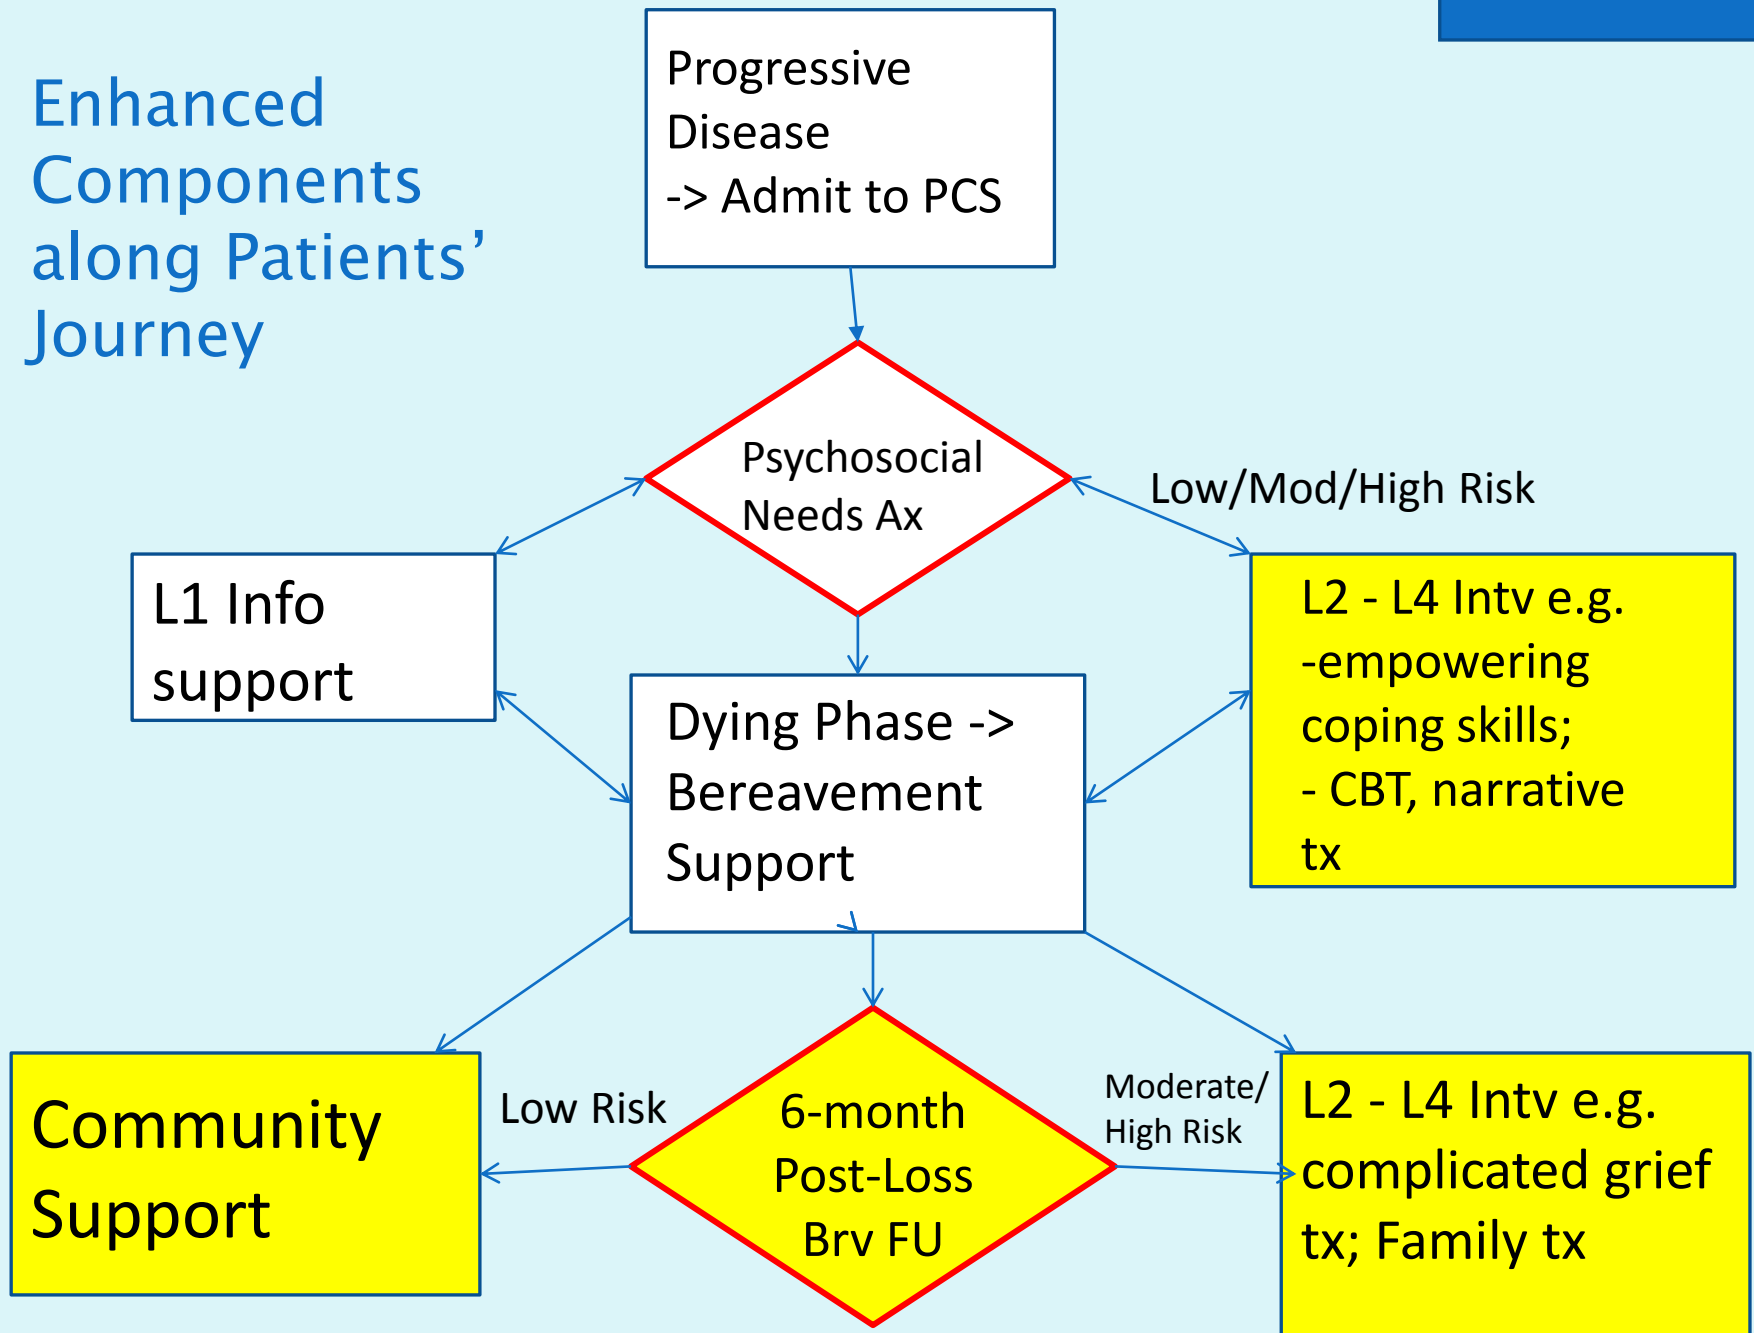 Enhanced
Components
along Patients’
Journey
Progressive
Disease
-> Admit to PCS
Psychosocial
Needs Ax
Low/Mod/High Risk
L1 Info
support
L2 - L4 Intv e.g.
-empowering
coping skills;
- CBT, narrative
tx
Dying Phase ->
Bereavement
Support
Community
Support
Low Risk
6-month
Post-Loss
Brv FU
Moderate/
High Risk
L2 - L4 Intv e.g.
complicated grief
tx; Family tx